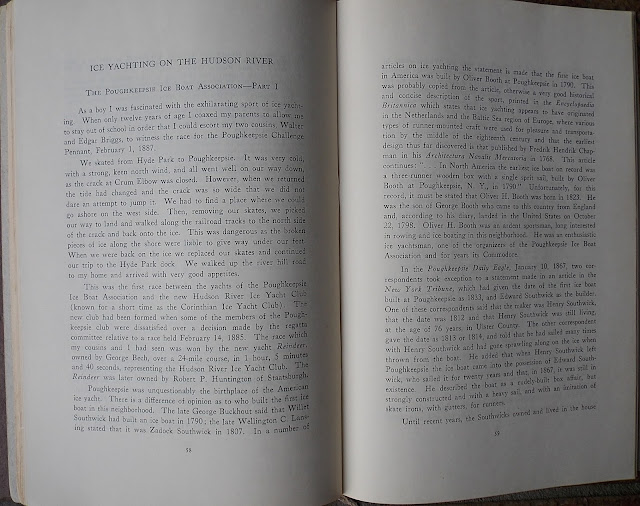 ICE YACHTING ON THE HUDSON RIVER
The Poughkeepsie Ice Boat Association—Part I
As a boy I was fascinated with the exhilarating sport of ice yacht-
ing. When only twelve years of age I coaxed my parents to allow me
to stay out of school in order that I could escort my two cousins, Walter
and Edgar Briggs, to witness the race for the Poughkeepsie Challenge
Pennant, February 1, 1887.
We skated from Hyde Park to Poughkeepsie. It was very cold,
with a strong, keen north wind, and all went well on our way down,
as the crack at Crum Elbow was closed. However, when we returned
the tide had changed and the crack was so wide that we did not
dare an attempt to jump it. We had to find a place where we could
go ashore on the west side. Then, removing our skates, we picked
our way to land and walked along the railroad tracks to the north side
of the crack and back onto the ice. This was dangerous as the broken
pieces of ice along the shore were liable to give way under our feet.
When we were back on the ice we replaced our skates and continued
our trip to the Hyde Park dock. We walked up the river hill road
to my home and arrived with very good appetites.
This was the first race between the yachts of the Poughkeepsie
Ice Boat Association and the new Hudson River Ice Yacht Club
(known for a short time as the Corinthian Ice Yacht Club). The
new club had been formed when some of the members of the Pough-
keepsie club were dissatisfied over a decision made by the regatta
committee relative to a race held February 14, 1885. The race which
my cousins and I had seen was won by the new yacht Reindeer,
owned by George Bech, over a 24-mile course, in 1 hour, 5 minutes
and 40 seconds, representing the Hudson River Ice Yacht Club. The
Reindeer was later owned by Robert P. Huntington of Staatsburgh.
Poughkeepsie was unquestionably the birthplace of the American
ice yacht. There is a difference of opinion as to who built the first ice
boat in this neighborhood. The late George Buckhout said that Willet
Southwick had built an ice boat in 1790; the late Wellington C. Lans-
ing stated that it was Zadock Southwick in 1807. In a number of
58
articles on ice yachting the statement is made that the first ice boat
in America was built by Oliver Booth at Poughkeepsie in 1790. This
was probably copied from the article, otherwise a very good historical
and concise description of the sport, printed in the Encyclopaedia
Britannica which states that ice yachting appears to have originated
in the Netherlands and the Baltic Sea region of Europe, where various
types of runner-mounted craft were used for pleasure and transporta-
tion by the middle of the eighteenth century and that the earliest
design thus far discovered is that published by Fredrik Hendrik Chap-
man in his Architectura Navalis Mercatoria in 1768. This article
continues: ". . . In North America the earliest ice boat on record was
a three-runner wooden box with a single sprit sail, built by Oliver
Booth at Poughkeepsie, N. Y., in 1790." Unfortunately, for this
record, it must be stated that Oliver H. Booth was born in 1823. He
was the son of George Booth who came to this country from England
and, according to his diary, landed in the United States on October
22, 1798. Oliver H. Booth was an ardent sportsman, long interested
in rowing and ice boating in this neighborhood. He was an enthusiastic
ice yachtsman, one of the organizers of the Poughkeepsie Ice Boat
Association and for years its Commodore.
In the Poughkeepsie Daily Eagle, January 10, 1867, two cor-
respondents took exception to a statement made in an article in the
New York Tribune, which had given the date of the first ice boat
built at Poughkeepsie as 1833, and Edward Southwick as the builder.
One of these correspondents said that the maker was Henry Southwick,
that the date was 1812 and that Henry Southwick was still living,
at the age of 76 years, in Ulster County. The other correspondent
gave the date as 1813 or 1814, and told that he had sailed many times
with Henry Southwick and had gone sprawling along on the ice when
thrown from the boat. He added that when Henry Southwick left
Poughkeepsie the ice boat came into the possession of Edward South-
wick, who sailed it for twenty years and that, in 1867, it was still in
existence. He described the boat as a rudely-built box affair, but
strongly constructed and with a heavy sail, and with an imitation of
skate irons, with gutters, for runners.
Until recent years, the Southwicks owned and lived in the house
59